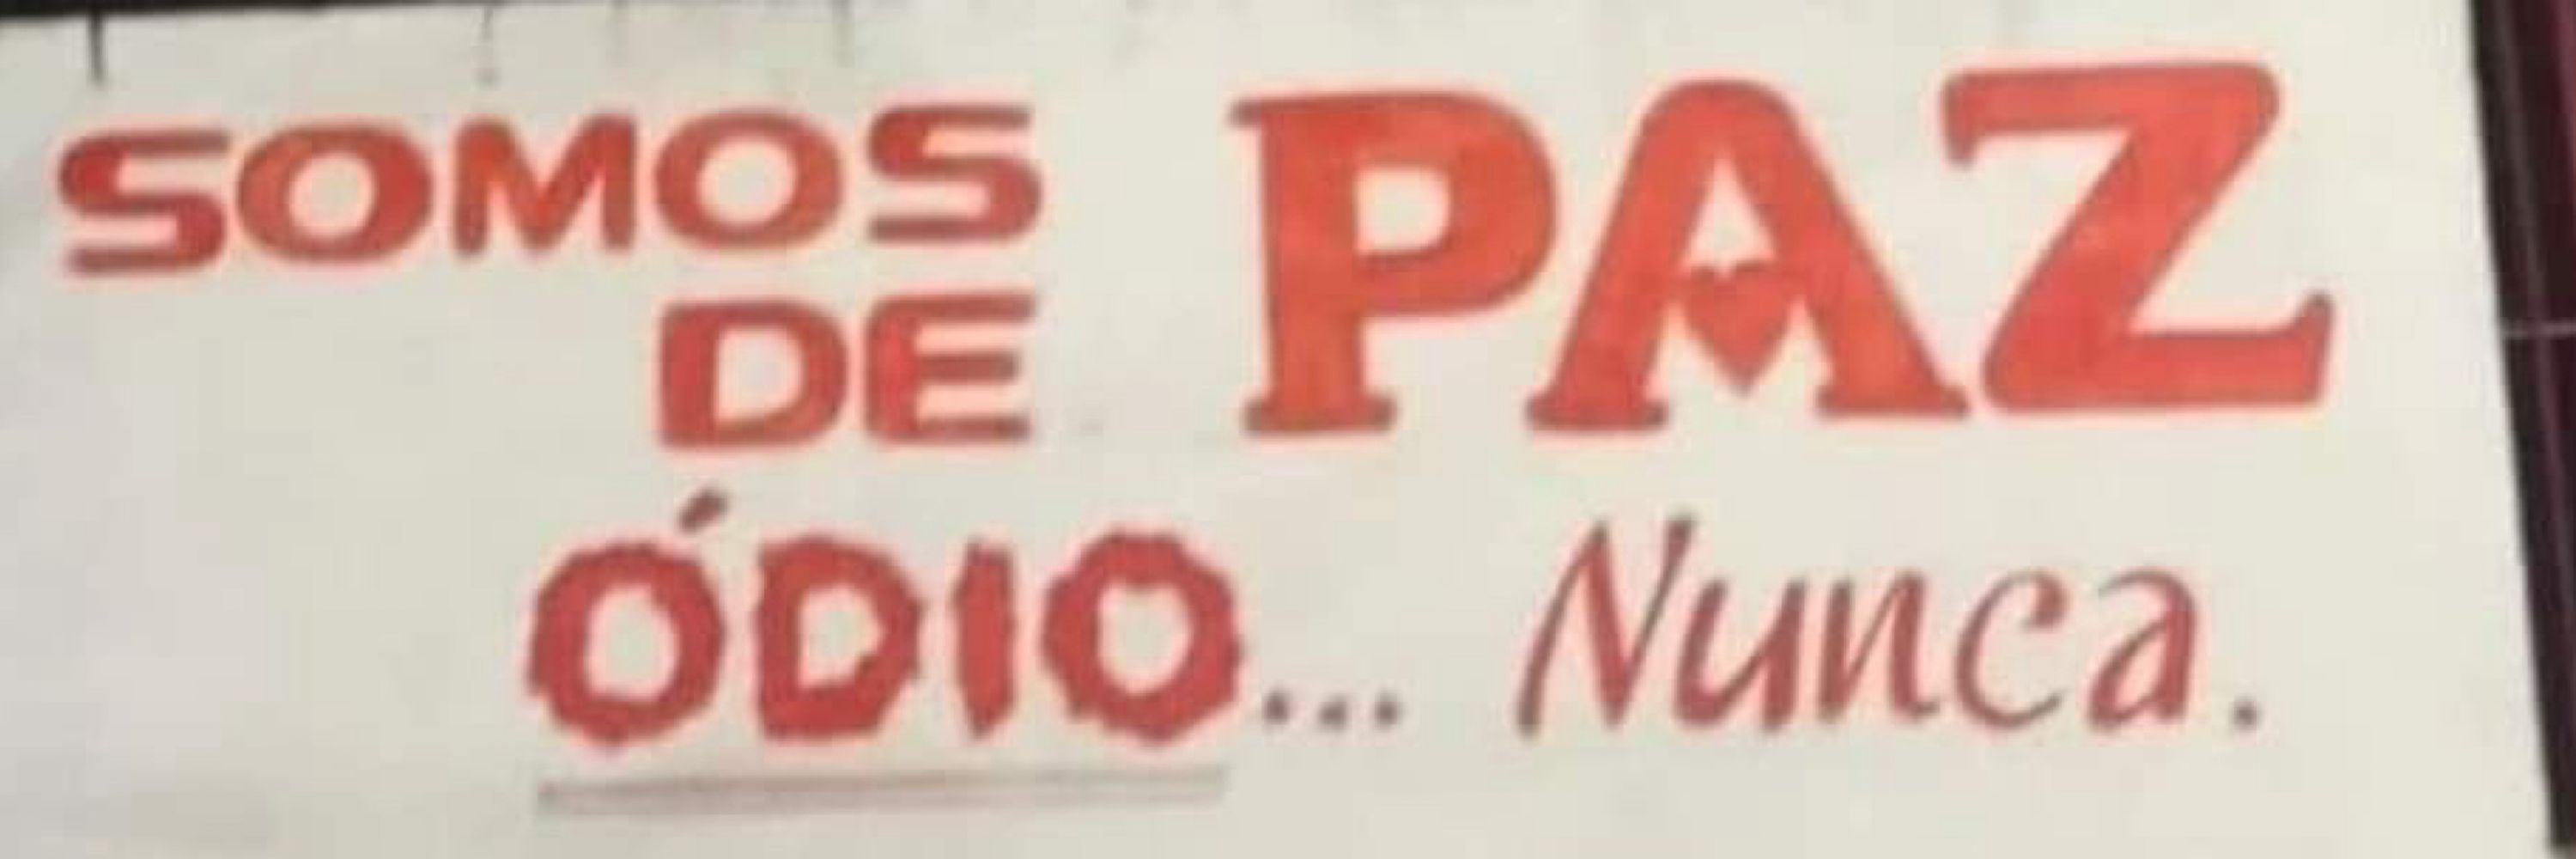 SOMOS
DE PAZ
ÓDIO... Nunca.